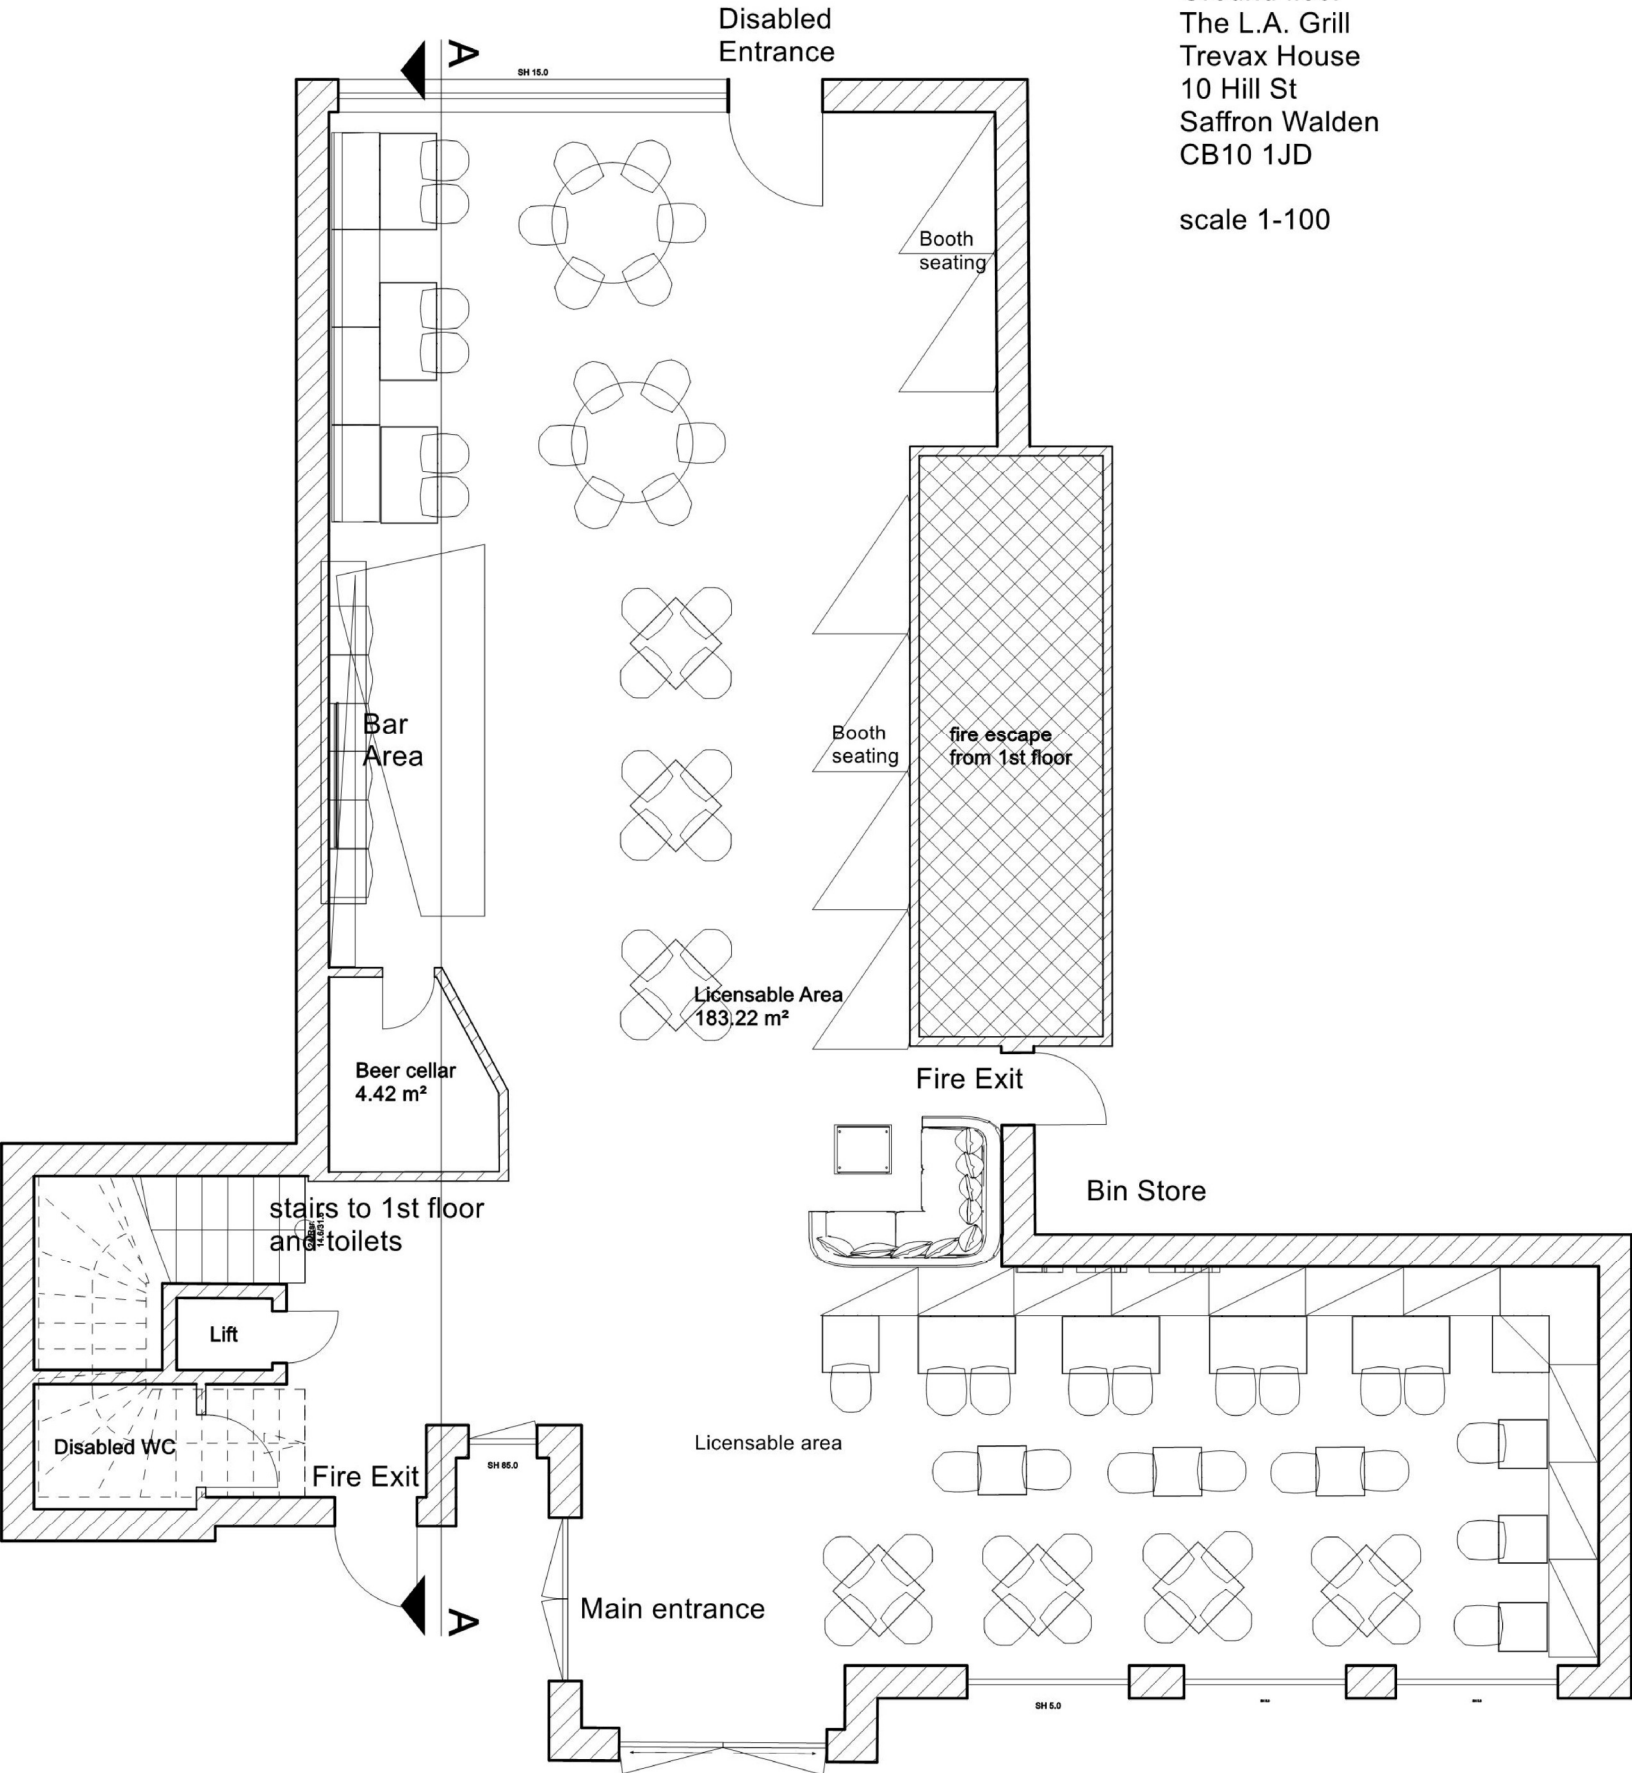 Disabled
Entrance
The L.A. Grill
Trevax House
10 Hill St
Saffron Walden
CB10 1JD
scale 1-100
A
SH 15.0
Booth
seating
Bar
Area
Booth
seating
fire escape
from 1st floor
Licensable Area
183.22 m²
Beer cellar
4.42 m²
Fire Exit
Bin Store
stairs to 1st floor
and toilets
Lift
Disabled WC
Fire Exit
SH 65.0
Licensable area
Main entrance
A
SH 5.0